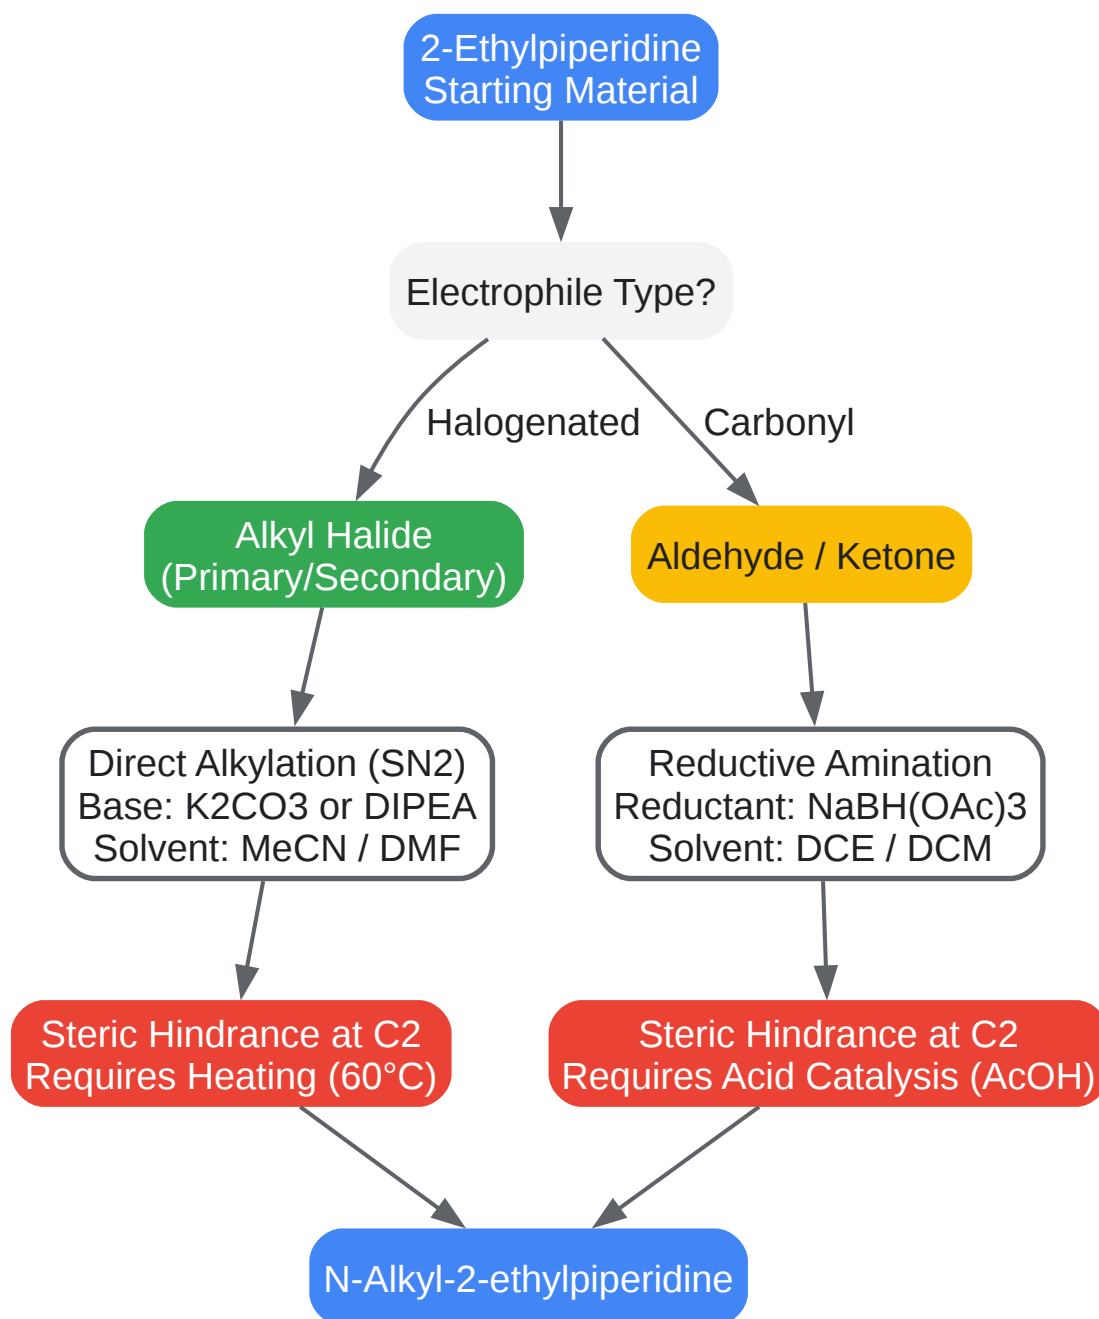 2-Ethylpiperidine
Starting Material
Electrophile Type?
Halogenated
Carbonyl
Alkyl Halide
(Primary/Secondary)
Aldehyde / Ketone
Direct Alkylation (SN2)
Base: K2CO3 or DIPEA
Solvent: MeCN / DMF
Reductive Amination
Reductant: NaBH(OAc)3
Solvent: DCE / DCM
Steric Hindrance at C2
Requires Heating (60°C)
Steric Hindrance at C2
Requires Acid Catalysis (AcOH)
N-Alkyl-2-ethylpiperidine